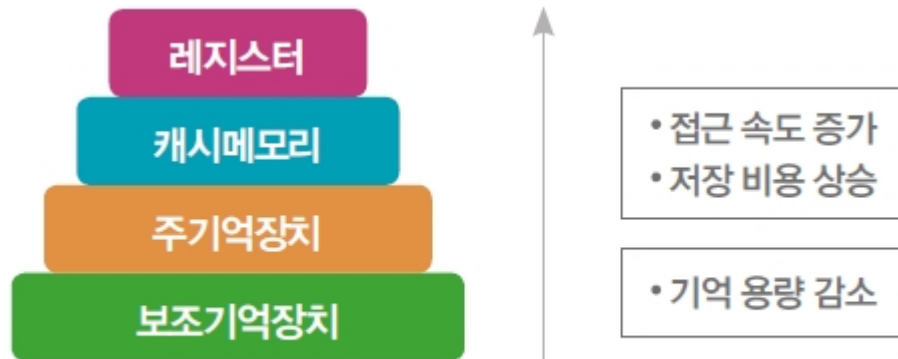 레지스터
캐시메모리
주기억장치
보조기억장치
• 접근 속도 증가
• 저장 비용 상승
• 기억 용량 감소